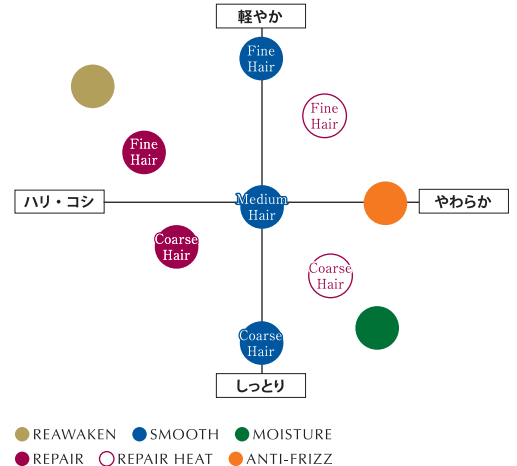 軽やか
Fine
Hair
Fine
Hair
Fine
Hair
ハリ・コシ
Medium
Hair
やわらか
Coarse
Hair
Coarse
Hair
Coarse
Hair
しっとり
REAWAKEN
SMOOTH
MOISTURE
REPAIR
REPAIR HEAT
ANTI-FRIZZ